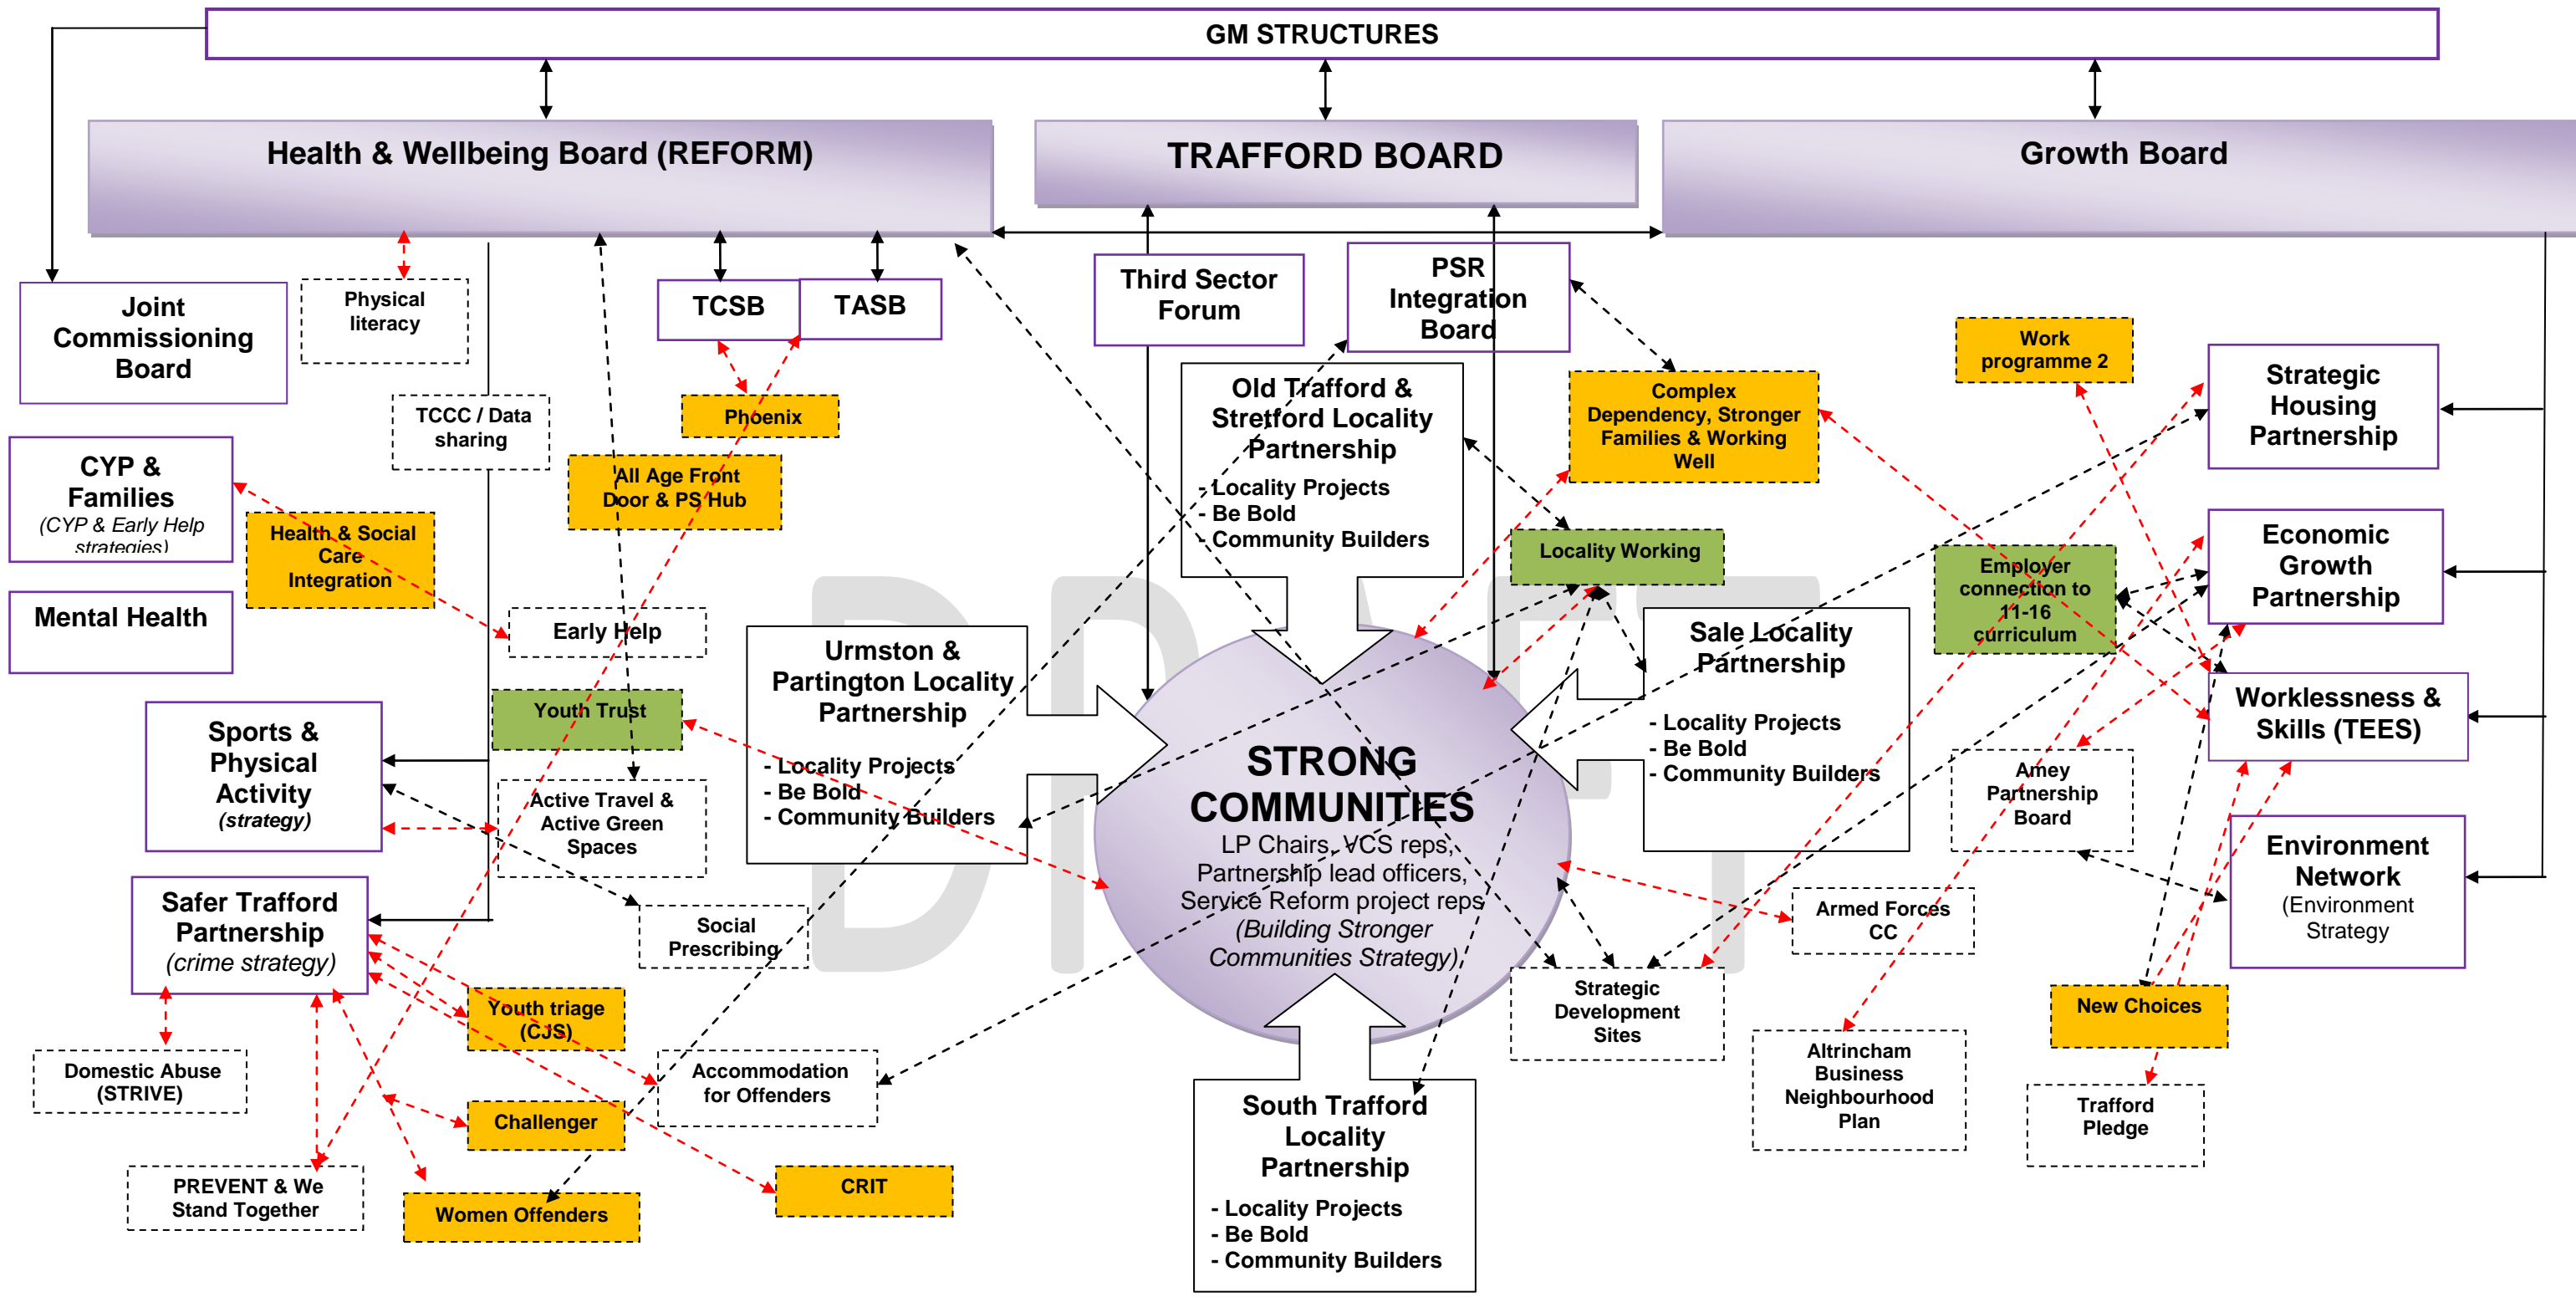 GM STRUCTURES
Health & Wellbeing Board (REFORM)
TRAFFORD BOARD
Growth Board
Joint
Commissioning
Board
Physical
literacy
TCSB
TASB
Third Sector
Forum
PSR
Integration
Board
Work
programme 2
Strategic
Housing
Partnership
TCCC / Data
sharing
Phoenix
Old Trafford &
Stretford Locality
Partnership
- Locality Projects
- Be Bold
- Community Builders
Complex
Dependency, Stronger
Families & Working
Well
CYP &
Families
(CYP & Early Help
strategies)
Health & Social
Care
Integration
All Age Front
Door & PS Hub
Locality Working
Employer
connection to
11-16
curriculum
Economic
Growth
Partnership
Mental Health
Early Help
Urmston &
Partington Locality
Partnership
- Locality Projects
- Be Bold
- Community Builders
Sale Locality
Partnership
- Locality Projects
- Be Bold
- Community Builders
Worklessness &
Skills (TEES)
Sports &
Physical
Activity
(strategy)
Youth Trust
Active Travel &
Active Green
Spaces
STRONG
COMMUNITIES
LP Chairs, VCS reps,
Partnership lead officers,
Service Reform project reps
(Building Stronger
Communities Strategy)
Amey
Partnership
Board
Environment
Network
(Environment
Strategy
Safer Trafford
Partnership
(crime strategy)
Social
Prescribing
Armed Forces
CC
Youth triage
(CJS)
Strategic
Development
Sites
New Choices
Domestic Abuse
(STRIVE)
Accommodation
for Offenders
Altrincham
Business
Neighbourhood
Plan
Challenger
South Trafford
Locality
Partnership
- Locality Projects
- Be Bold
- Community Builders
Trafford
Pledge
PREVENT & We
Stand Together
Women Offenders
CRIT
DRAFT